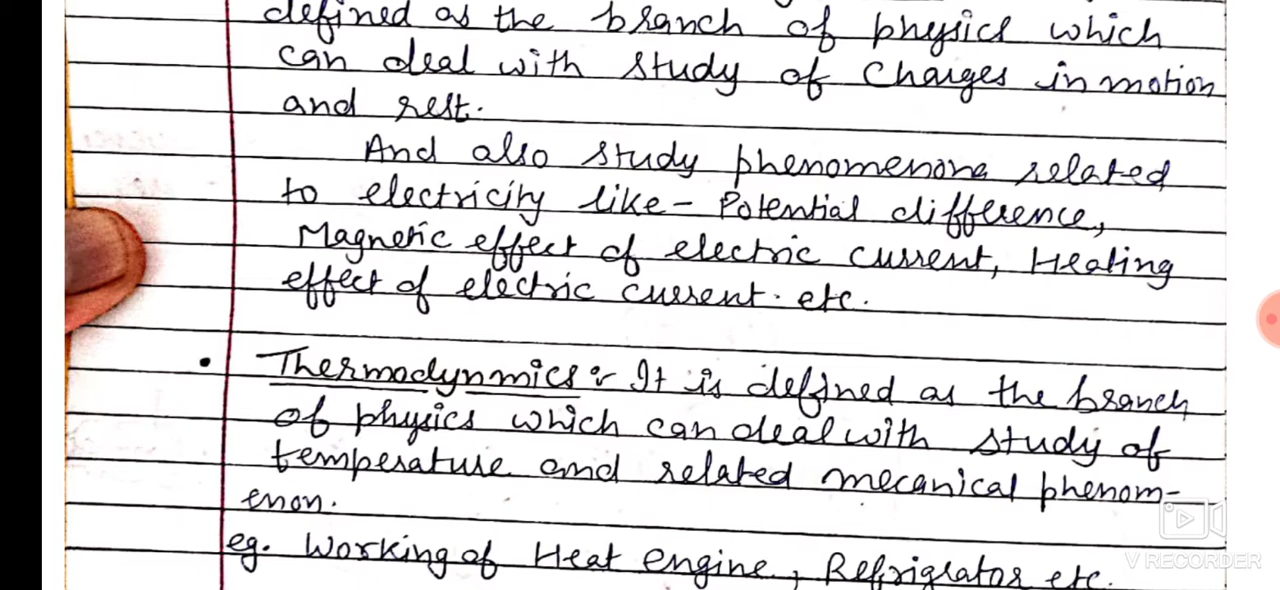 defined as the branch of physics which
can deal with study of Charges in motion
and rest.
And also study phenomenona related
to electricity like- Potential difference,
Magnetic effect of electric current, Heating
effect of electric current. etc.
• Thermodynmics :- It is defined as the branch
of physics which can deal with study of
temperature and related mecanical phenom-
enon.
eg. Working of Heat engine, Refrigrator etc.
V RECORDER